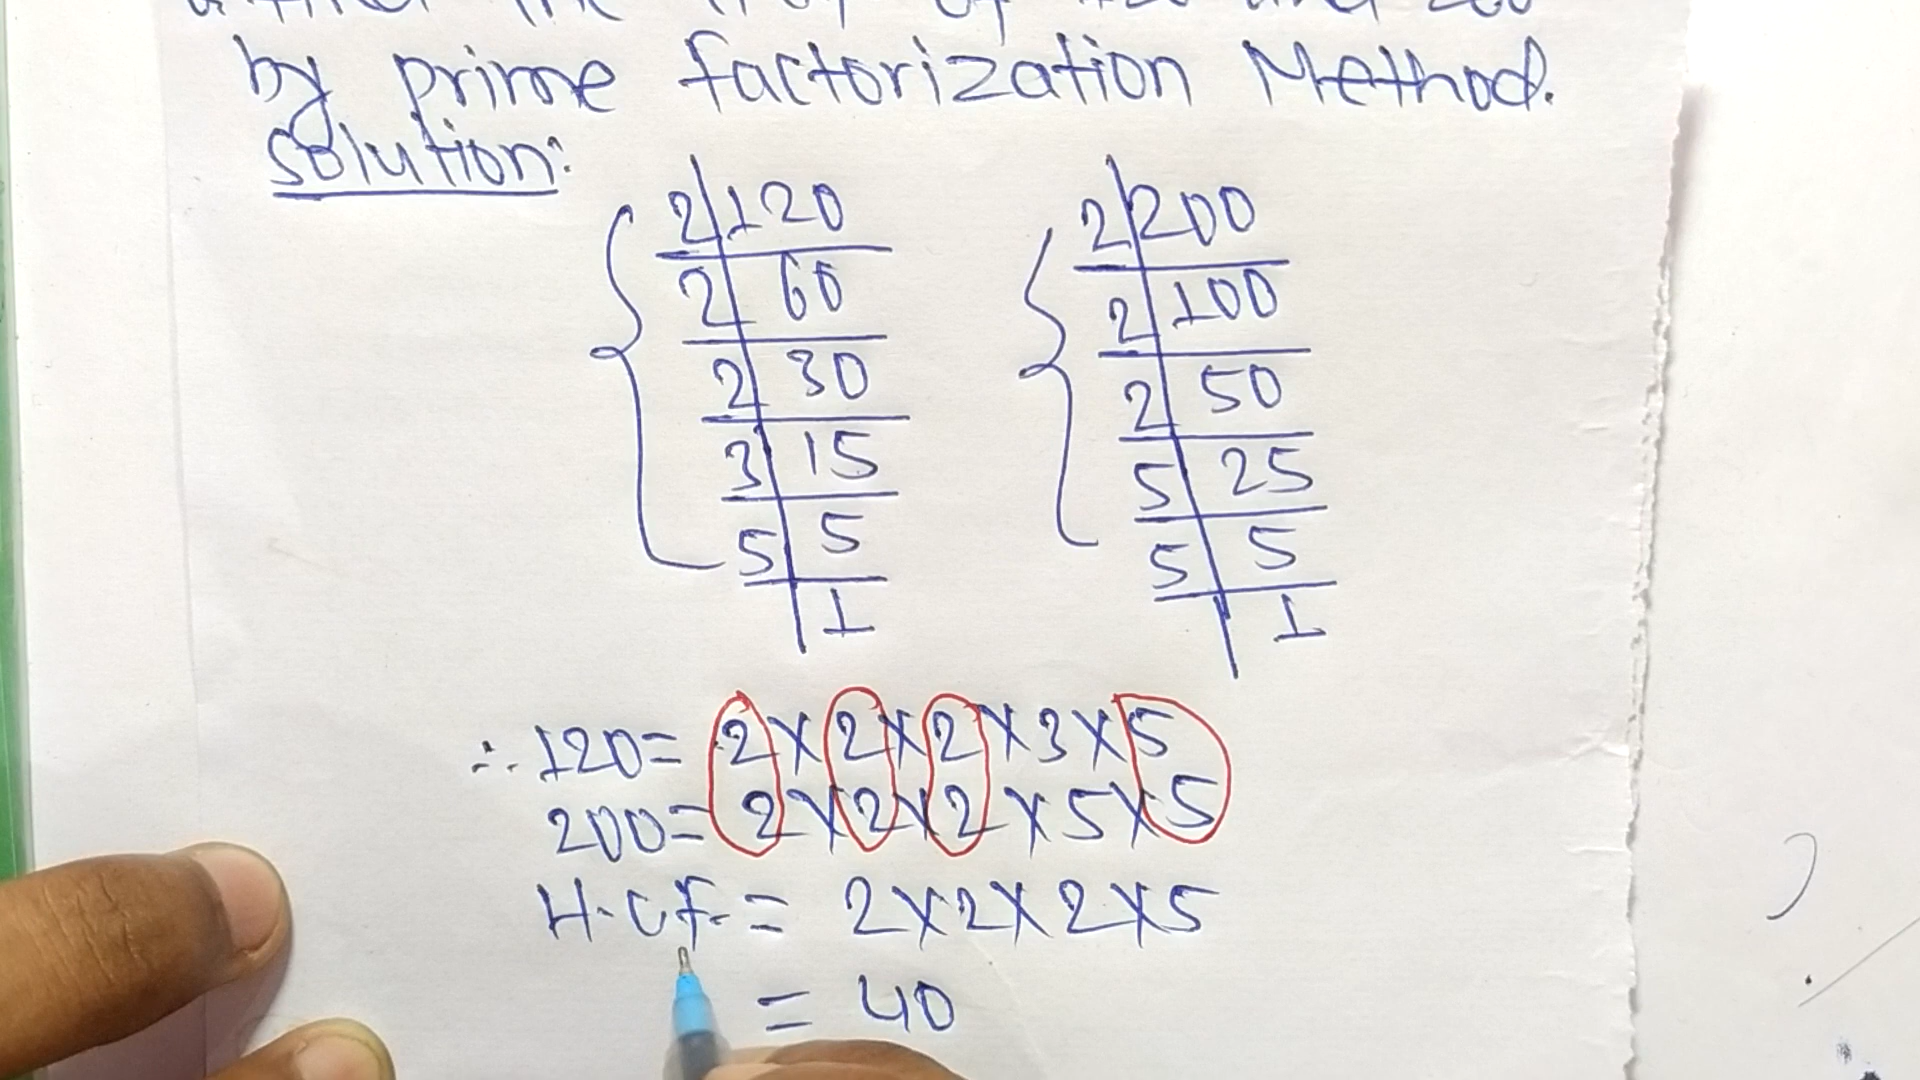 by prime factorization Method.
solution:
2 120
2 60
2 30
3 15
5 5
1
2 200
2 100
2 50
5 25
5 5
1
∴ 120 = 2 × 2 × 2 × 3 × 5
200 = 2 × 2 × 2 × 5 × 5
H.C.F. = 2 × 2 × 2 × 5
= 40